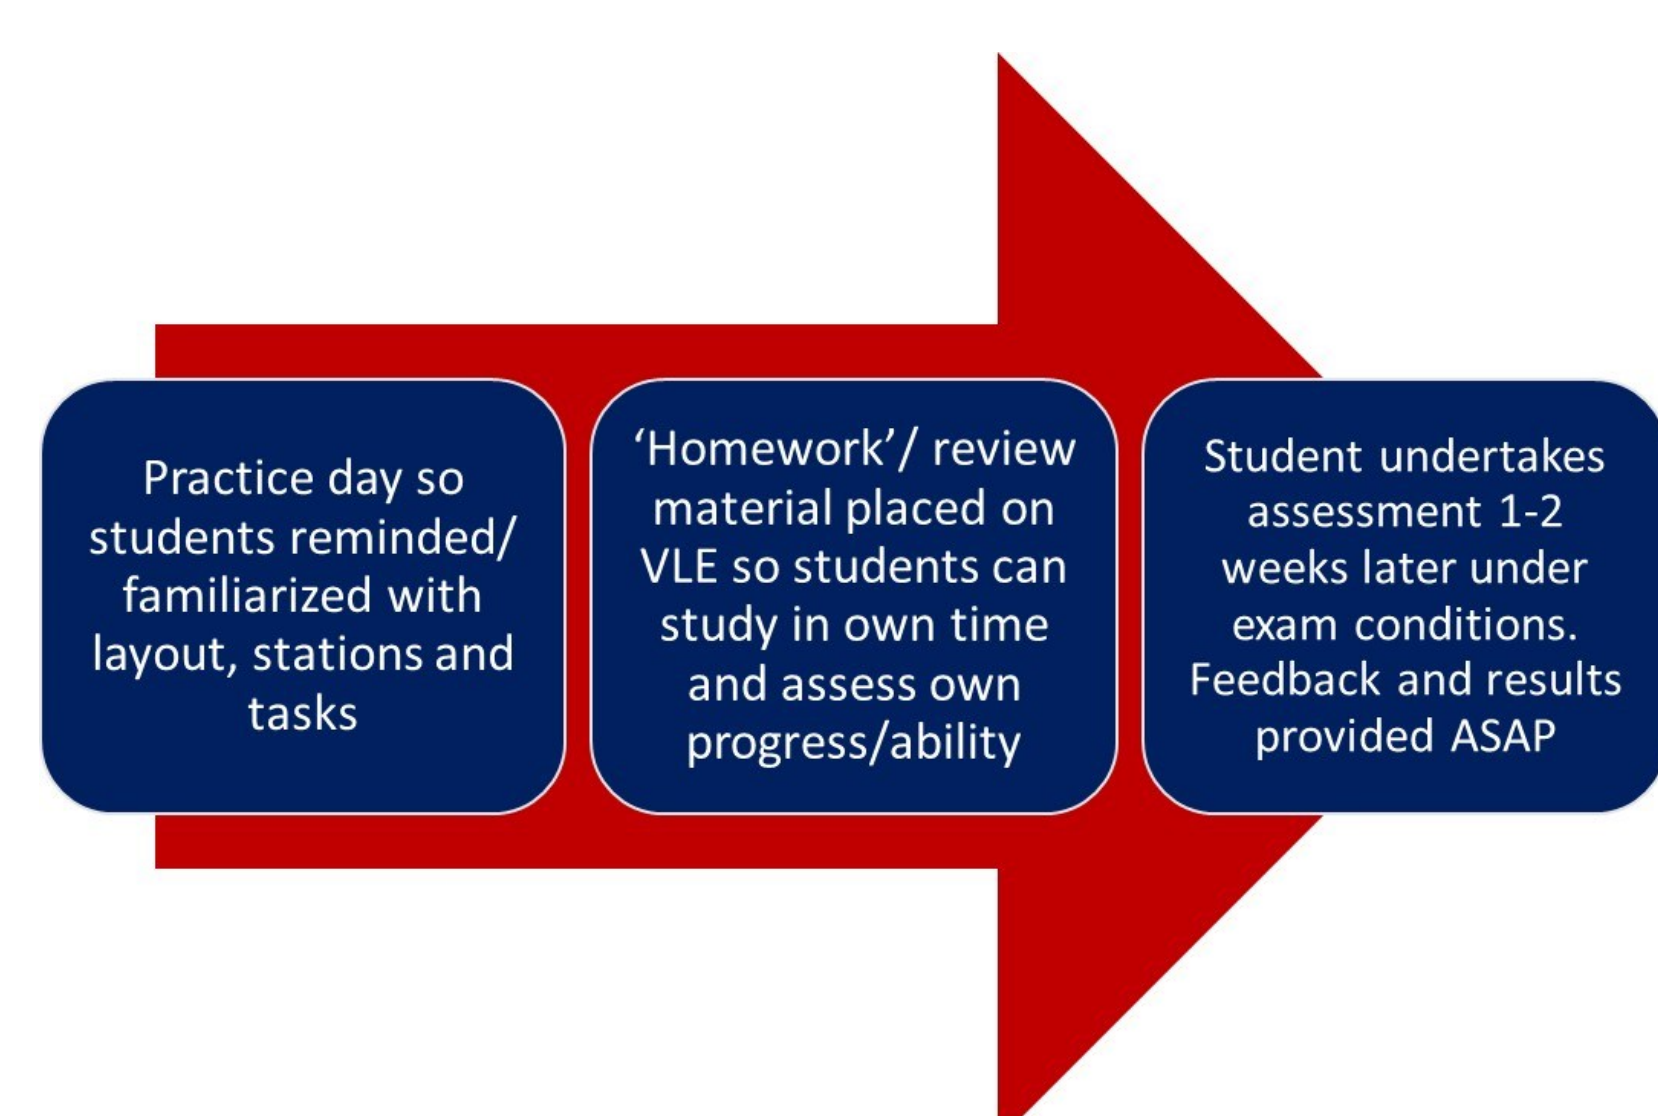 Practice day so
students reminded/
familiarized with
layout, stations and
tasks
‘Homework’/ review
material placed on
VLE so students can
study in own time
and assess own
progress/ability
Student undertakes
assessment 1-2
weeks later under
exam conditions.
Feedback and results
provided ASAP